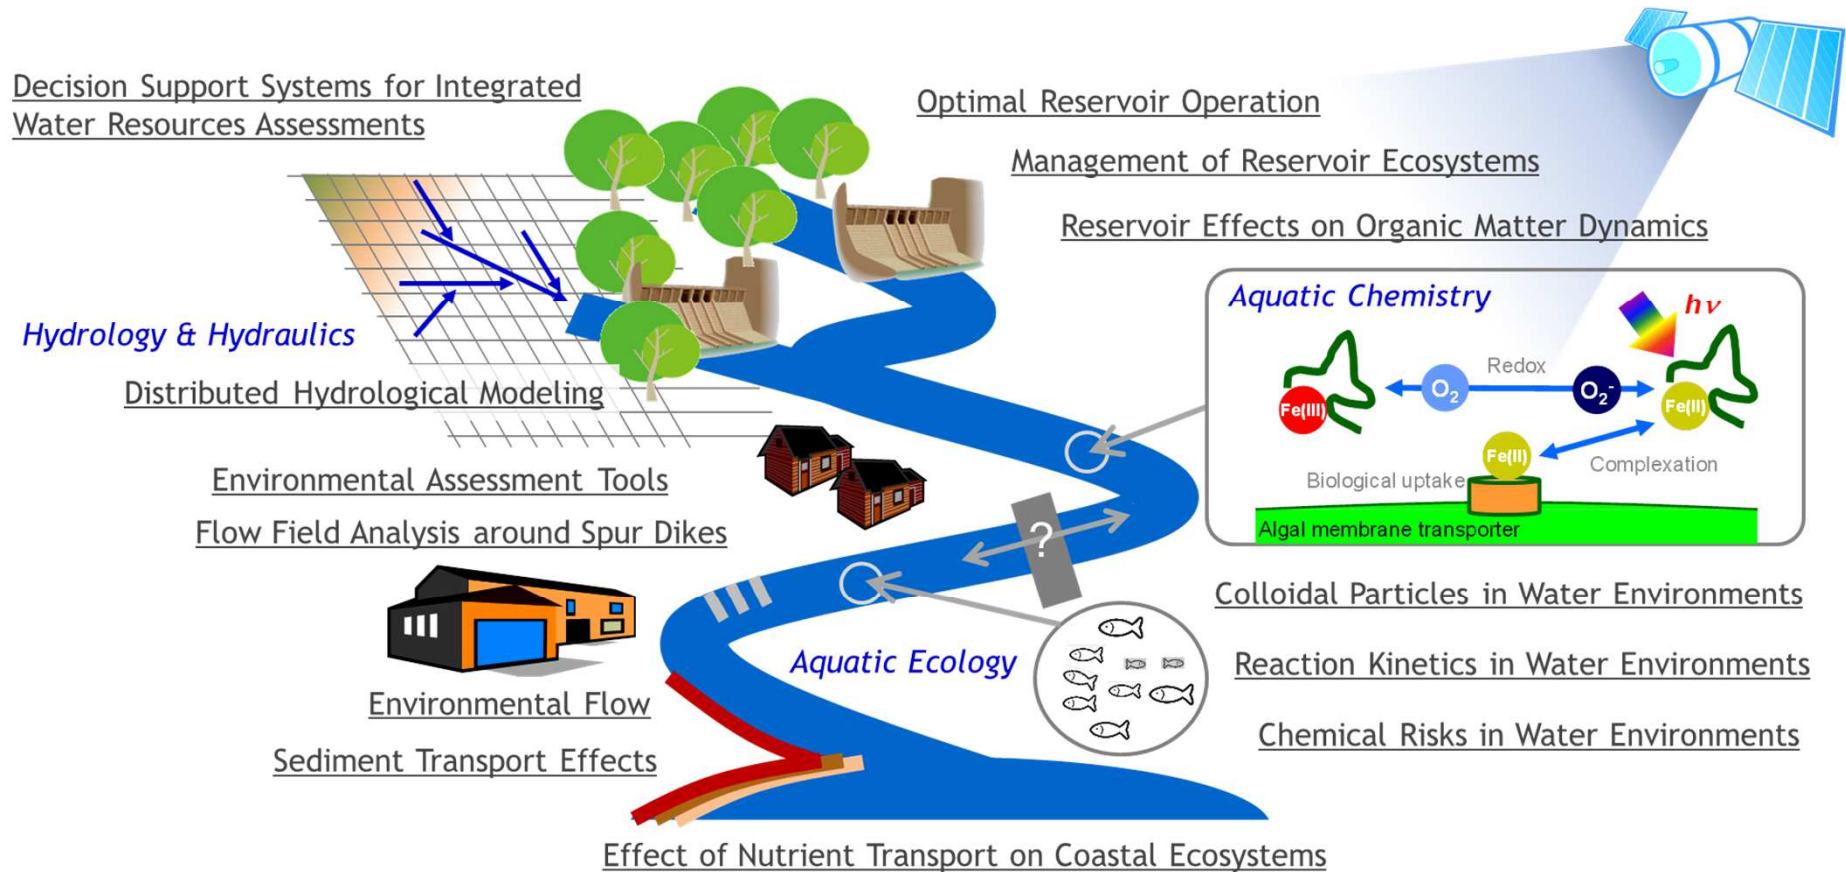 Decision Support Systems for Integrated
Water Resources Assessments
Optimal Reservoir Operation
Management of Reservoir Ecosystems
Reservoir Effects on Organic Matter Dynamics
Hydrology & Hydraulics
Distributed Hydrological Modeling
Environmental Assessment Tools
Flow Field Analysis around Spur Dikes
Aquatic Chemistry
hν
Redox
O₂
O₂⁻
Fe(III)
Fe(II)
Fe(II)
Complexation
Biological uptake
Algal membrane transporter
?
Aquatic Ecology
Environmental Flow
Sediment Transport Effects
Colloidal Particles in Water Environments
Reaction Kinetics in Water Environments
Chemical Risks in Water Environments
Effect of Nutrient Transport on Coastal Ecosystems